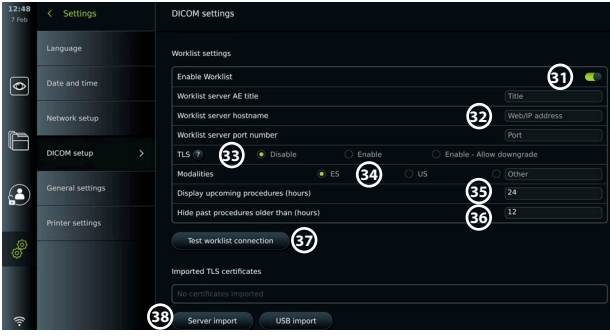 12:48
7 Feb
< Settings
DICOM settings
Language
Date and time
Network setup
DICOM setup >
General settings
Printer settings
Worklist settings
Enable Worklist 31
Worklist server AE title Title
Worklist server hostname 32 Web/IP address
Worklist server port number Port
TLS ? 33 Disable Enable Enable - Allow downgrade
Modalities ES 34 US Other
Display upcoming procedures (hours) 35 24
Hide past procedures older than (hours) 36 12
Test worklist connection 37
Imported TLS certificates
No certificates imported
38 Server import USB import